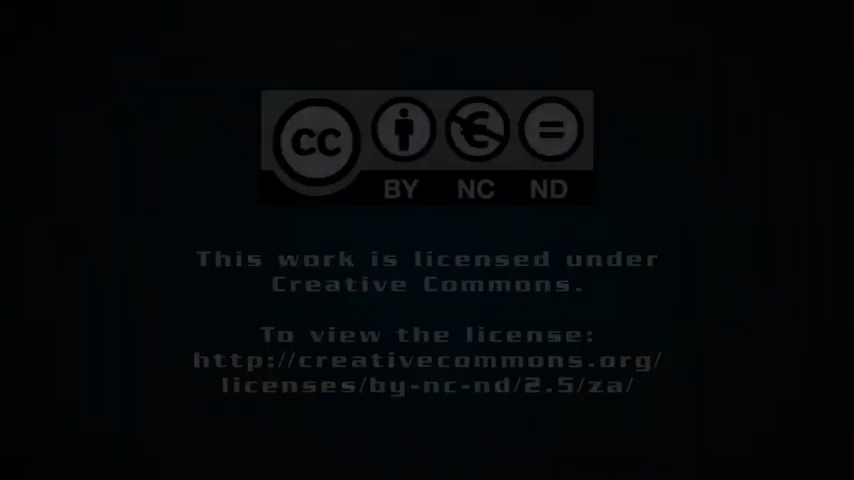 cc
BY NC ND
This work is licensed under
Creative Commons.
To view the license:
http://creativecommons.org/
licenses/by-nc-nd/2.5/za/